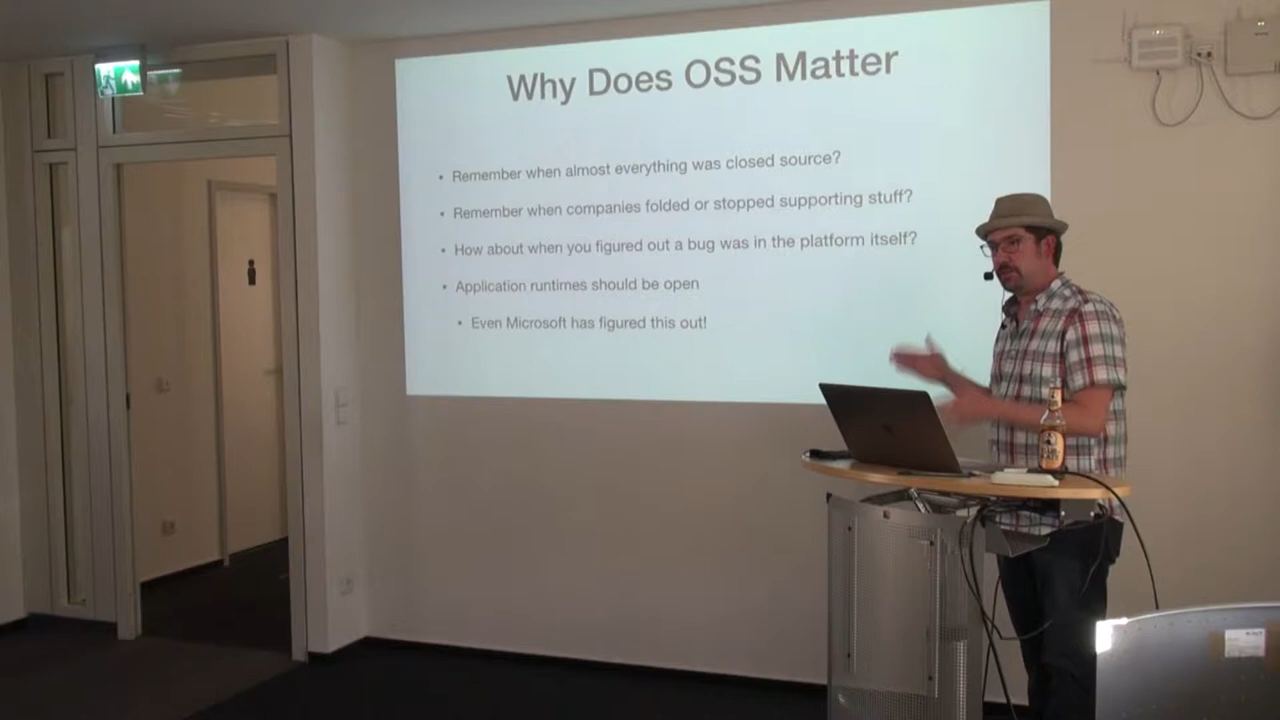 Why Does OSS Matter
• Remember when almost everything was closed source?
• Remember when companies folded or stopped supporting stuff?
• How about when you figured out a bug was in the platform itself?
• Application runtimes should be open
• Even Microsoft has figured this out!